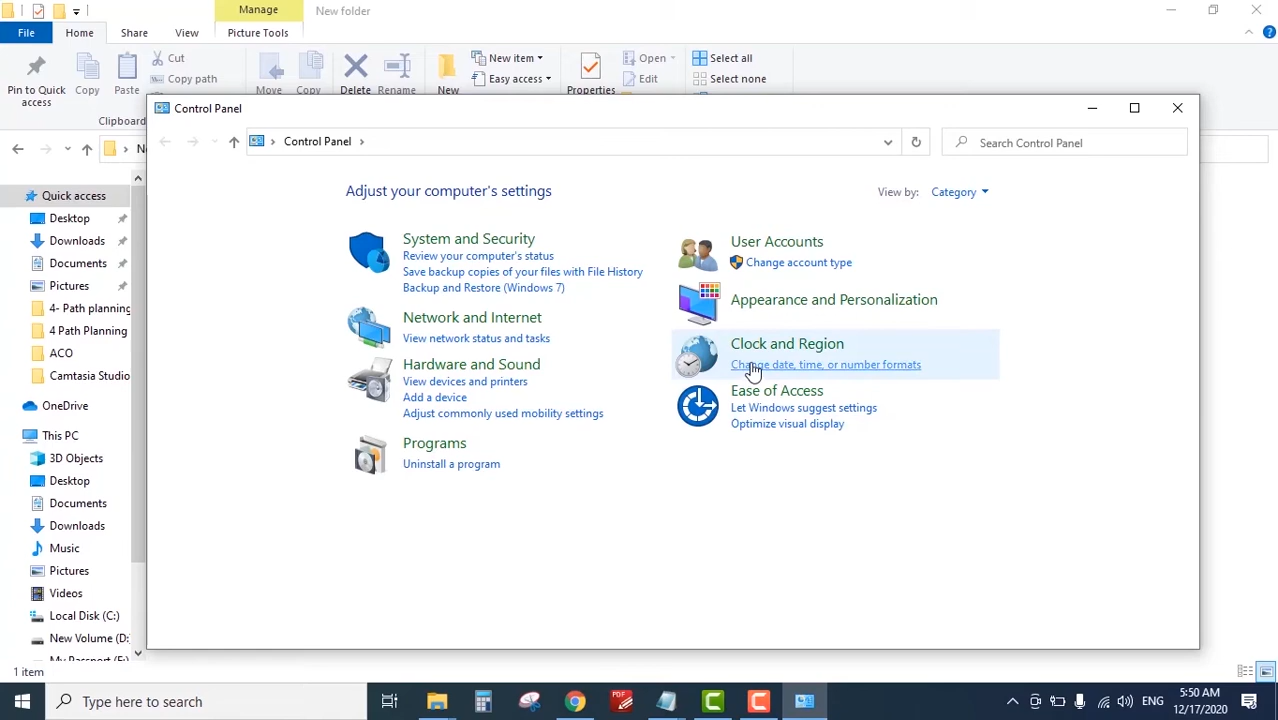 Manage
New folder
File
Home
Share
View
Picture Tools
Pin to Quick access
Copy
Paste
Cut
Copy path
Clipboard
Move
Copy
Delete
Rename
New
New item
Easy access
Properties
Open
Edit
Select all
Select none
Control Panel
Control Panel
Search Control Panel
Quick access
Desktop
Downloads
Documents
Pictures
4- Path planning
4 Path Planning
ACO
Camtasia Studio
OneDrive
This PC
3D Objects
Desktop
Documents
Downloads
Music
Pictures
Videos
Local Disk (C:)
New Volume (D:
My Passport (F:)
1 item
Adjust your computer's settings
View by:
Category
System and Security
Review your computer's status
Save backup copies of your files with File History
Backup and Restore (Windows 7)
Network and Internet
View network status and tasks
Hardware and Sound
View devices and printers
Add a device
Adjust commonly used mobility settings
Programs
Uninstall a program
User Accounts
Change account type
Appearance and Personalization
Clock and Region
Change date, time, or number formats
Ease of Access
Let Windows suggest settings
Optimize visual display
Type here to search
PDF
ENG
5:50 AM
12/17/2020